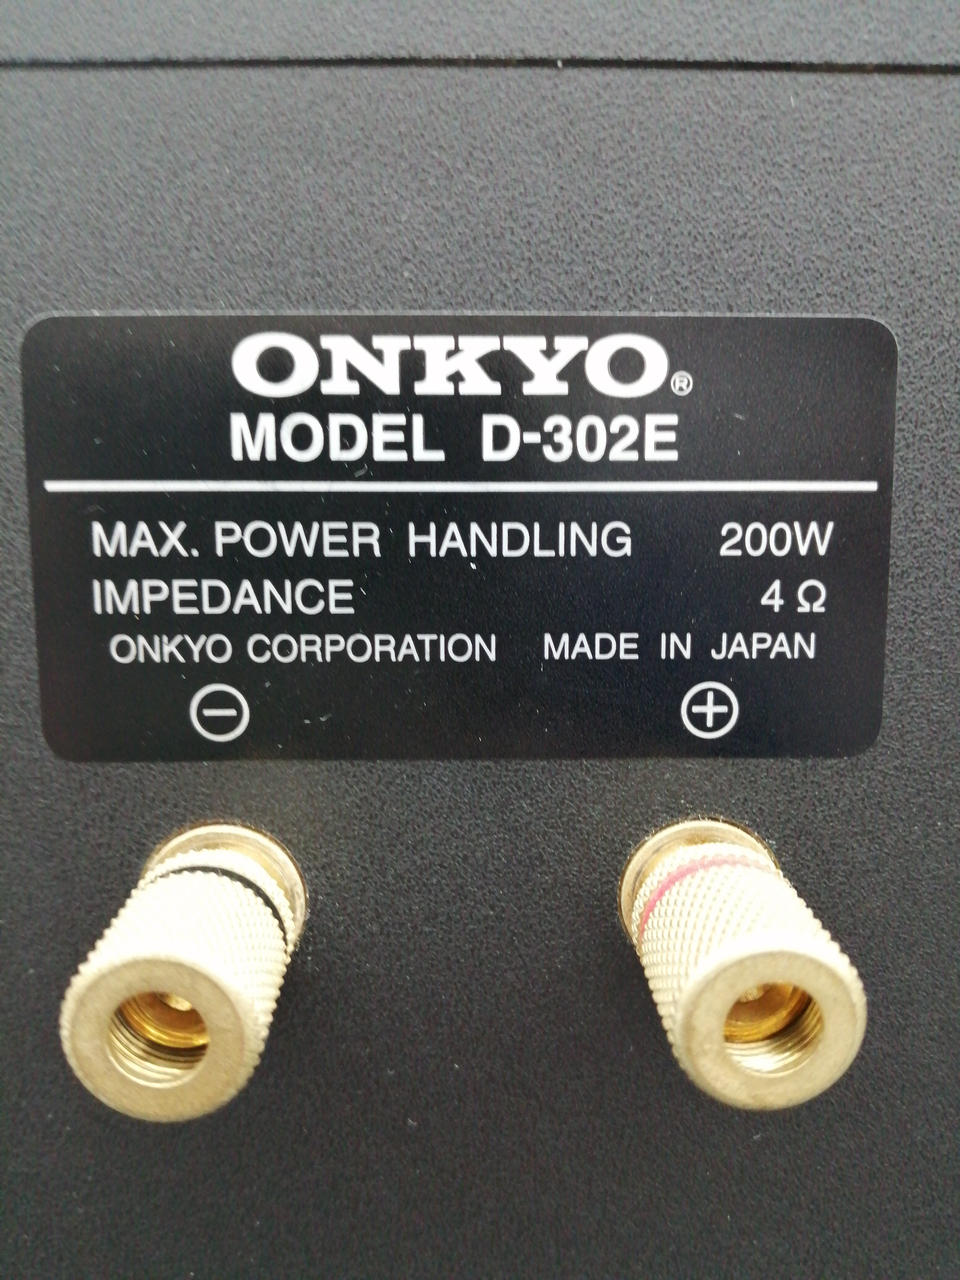 ONKYO®
MODEL D-302E
MAX. POWER HANDLING 200W
IMPEDANCE 4 Ω
ONKYO CORPORATION MADE IN JAPAN
⊖ ⊕